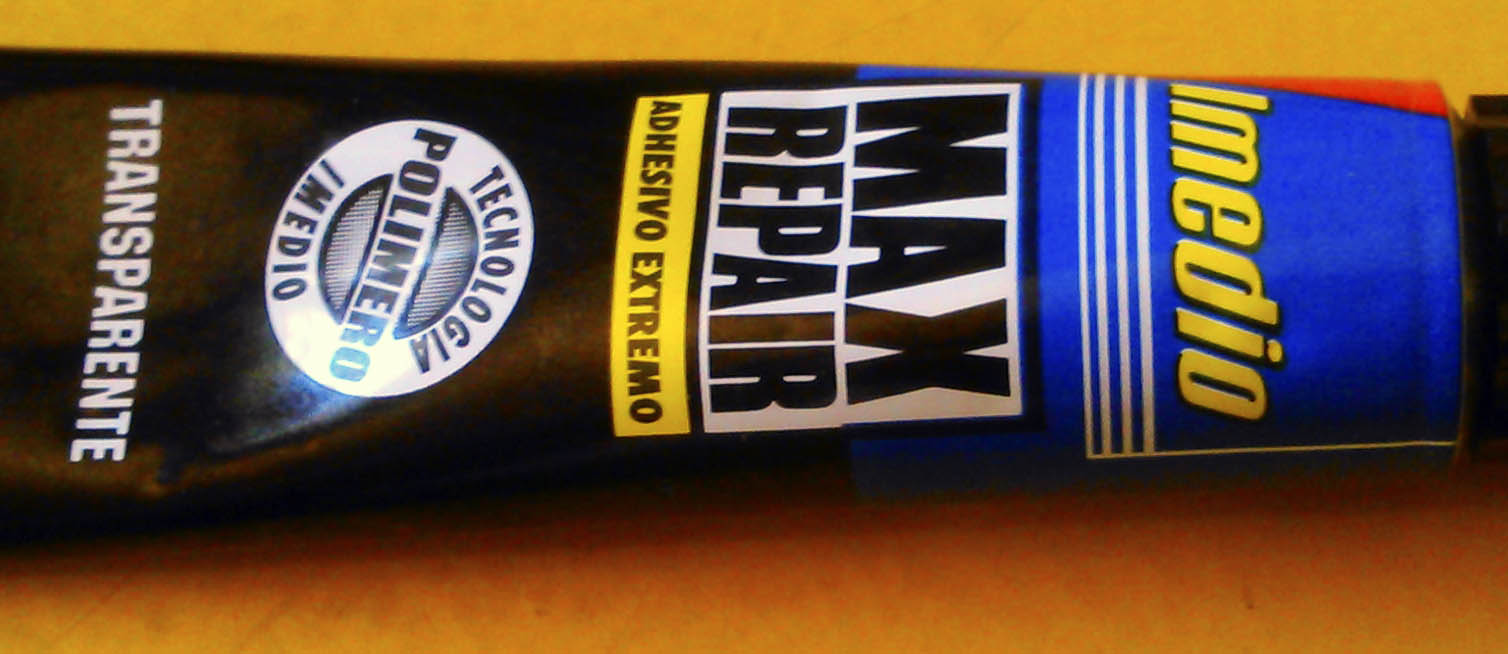 Imedio
MAX
REPAIR
ADHESIVO EXTREMO
TECNOLOGIA
POLIMERO
IMEDIO
TRANSPARENTE